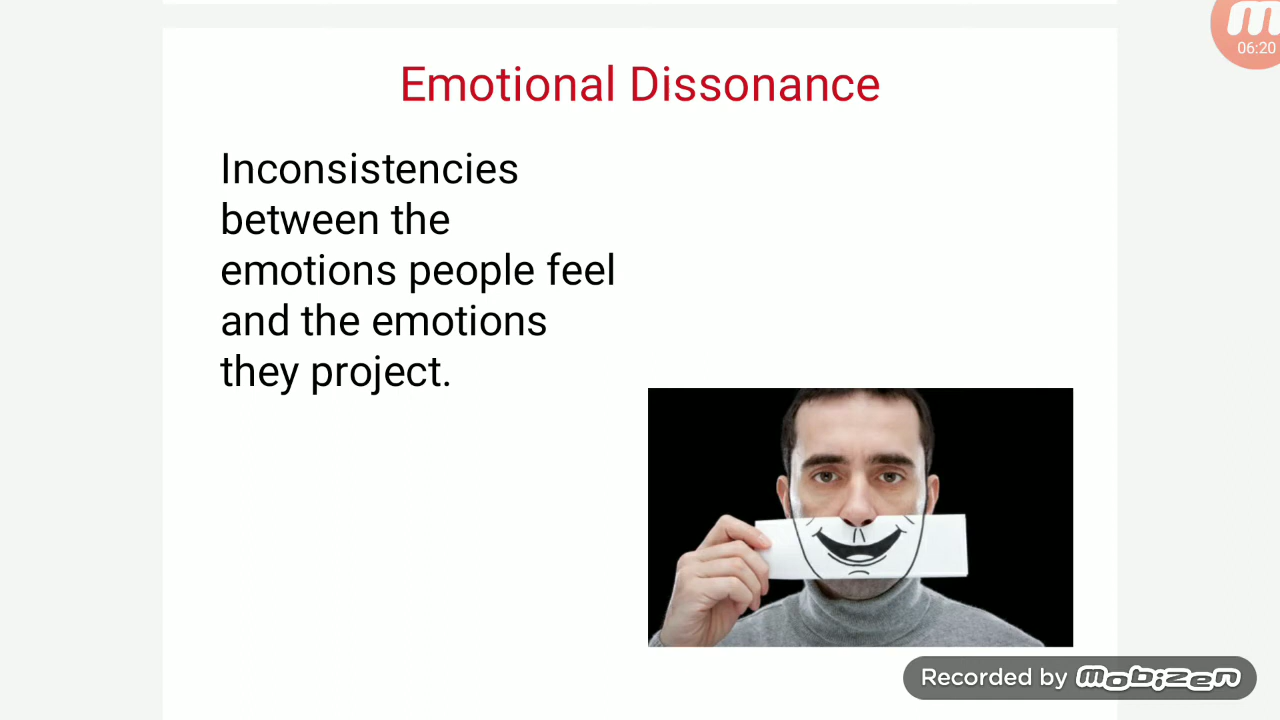 06:20
Emotional Dissonance
Inconsistencies
between the
emotions people feel
and the emotions
they project.
Recorded by mobizen